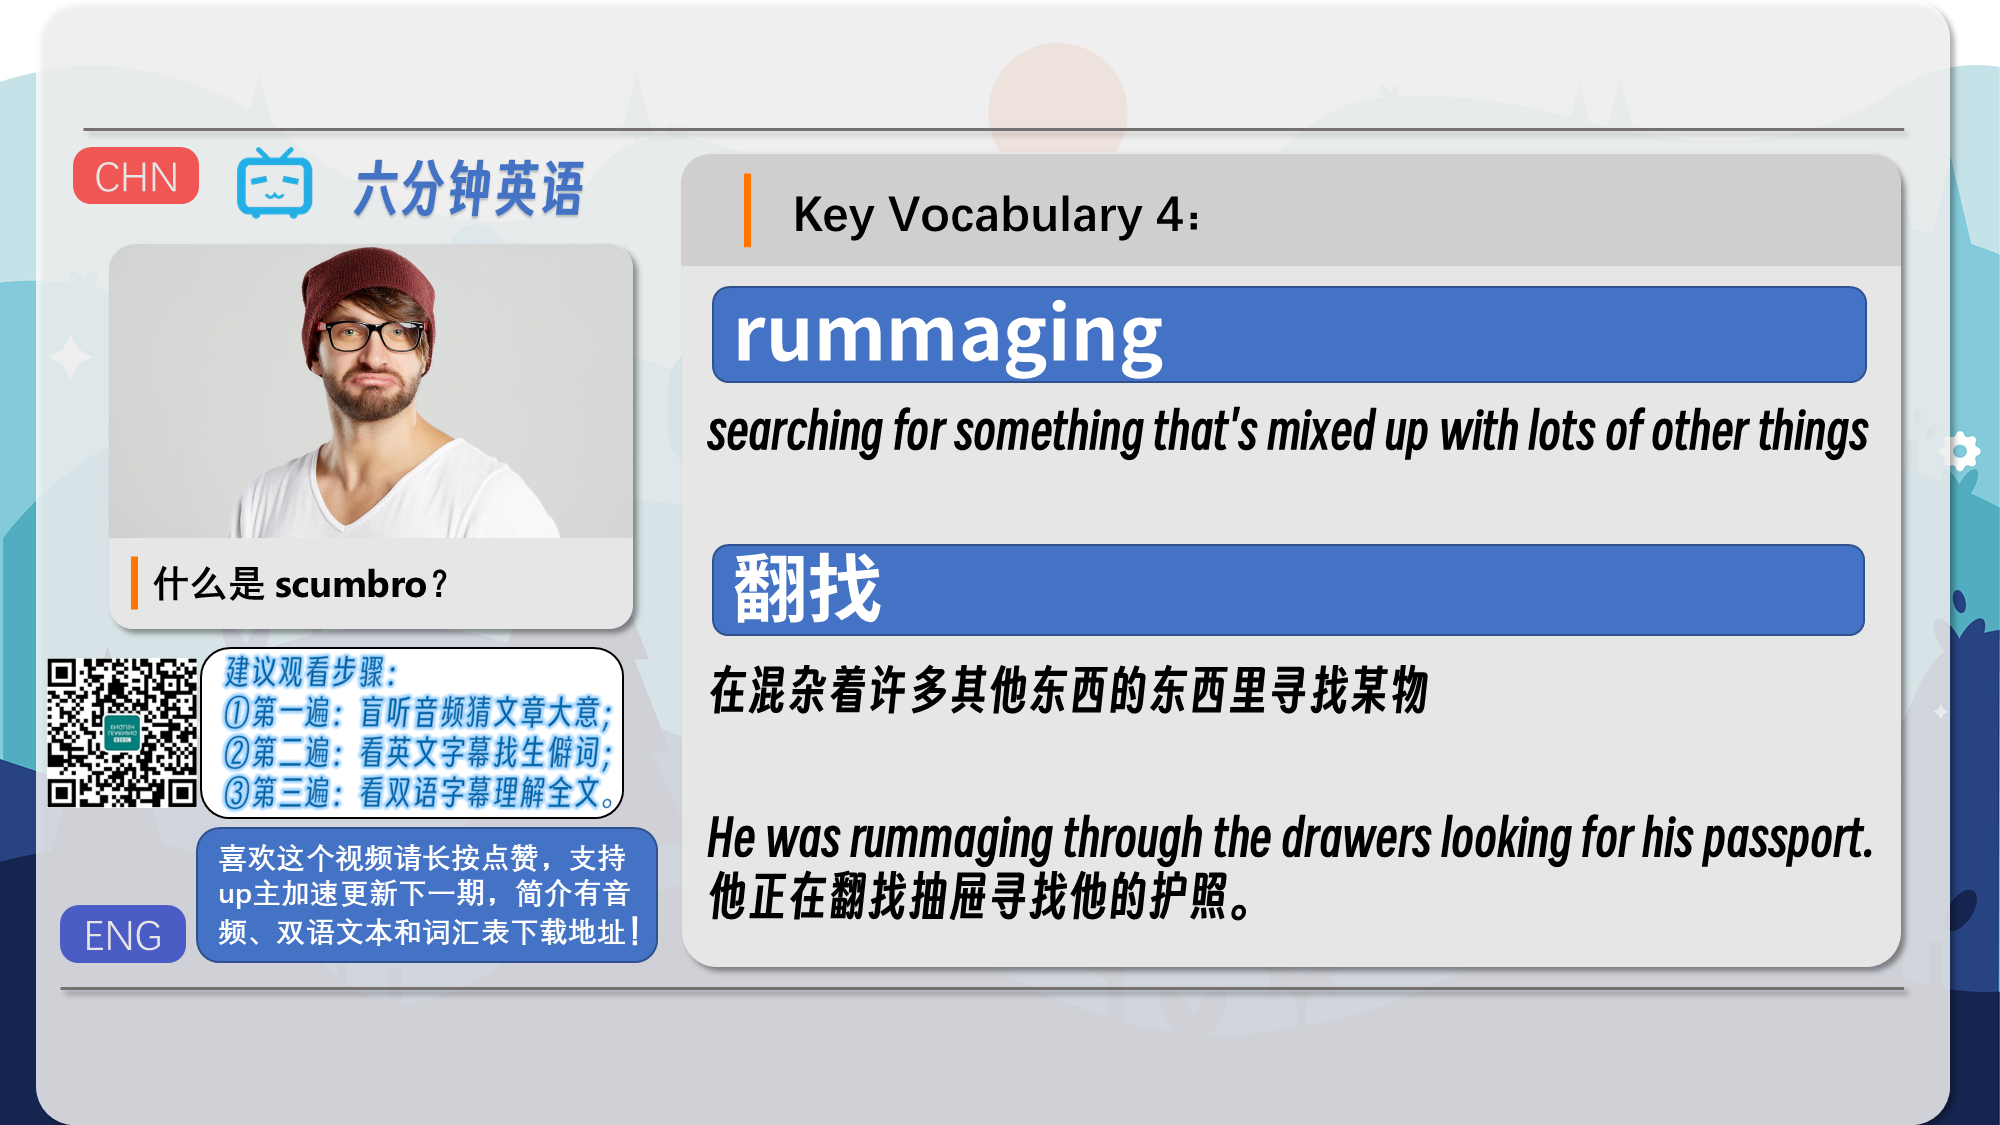 CHN
六分钟英语
什么是 scumbro？
建议观看步骤：
①第一遍：盲听音频猜文章大意；
②第二遍：看英文字幕找生僻词；
③第三遍：看双语字幕理解全文。
喜欢这个视频请长按点赞，支持
up主加速更新下一期，简介有音
频、双语文本和词汇表下载地址！
ENG
Key Vocabulary 4：
rummaging
searching for something that's mixed up with lots of other things
翻找
在混杂着许多其他东西的东西里寻找某物
He was rummaging through the drawers looking for his passport.
他正在翻找抽屉寻找他的护照。